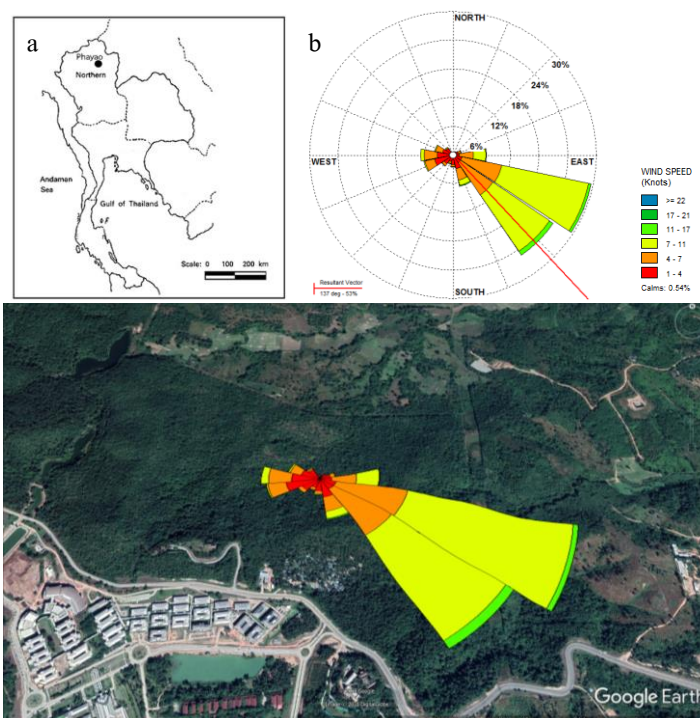 a
Phayao
Northern
Andaman
Sea
Gulf of Thailand
Scale: 0 100 200 km
b
NORTH
30%
24%
18%
12%
6%
WEST
EAST
SOUTH
WIND SPEED
(Knots)
>= 22
17 - 21
11 - 17
7 - 11
4 - 7
1 - 4
Calms: 0.54%
Resultant Vector
137 deg - 53%
Google Earth